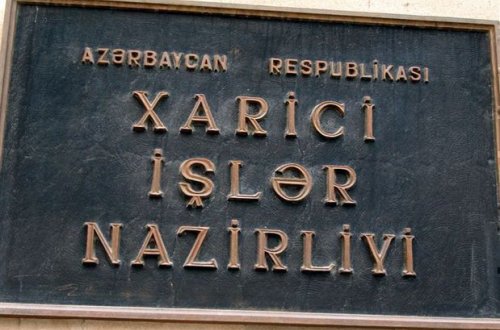 AZƏRBAYCAN RESPUBLİKASI
XARİCİ
İŞLƏR
NAZİRLİYİ